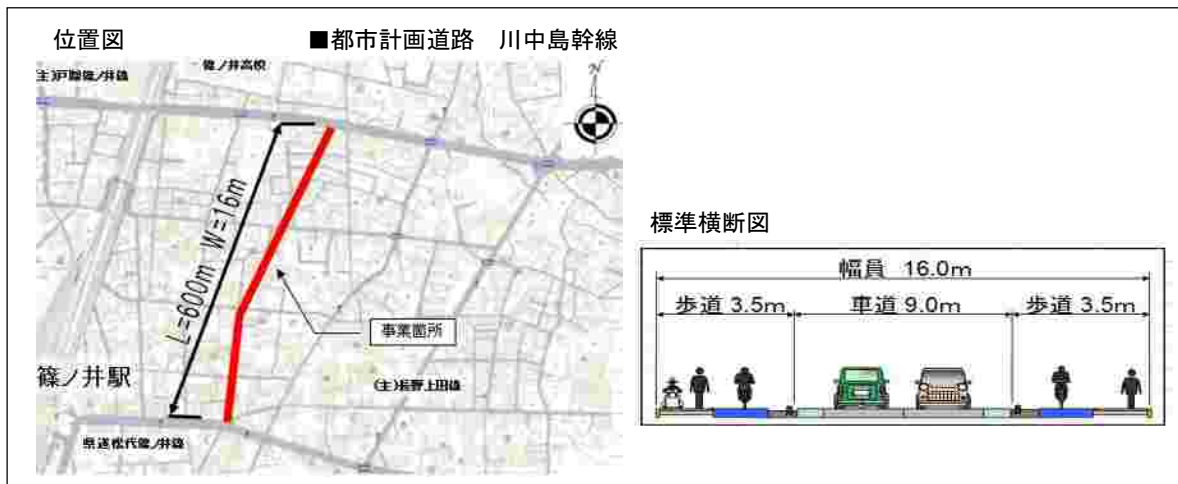 位置図
■都市計画道路 川中島幹線
篠ノ井高校
(主)戸隠篠ノ井線
N
L=600m W=16m
事業箇所
篠ノ井駅
(主)長野上田線
県道松代篠ノ井線
標準横断図
幅員 16.0m
歩道 3.5m
車道 9.0m
歩道 3.5m